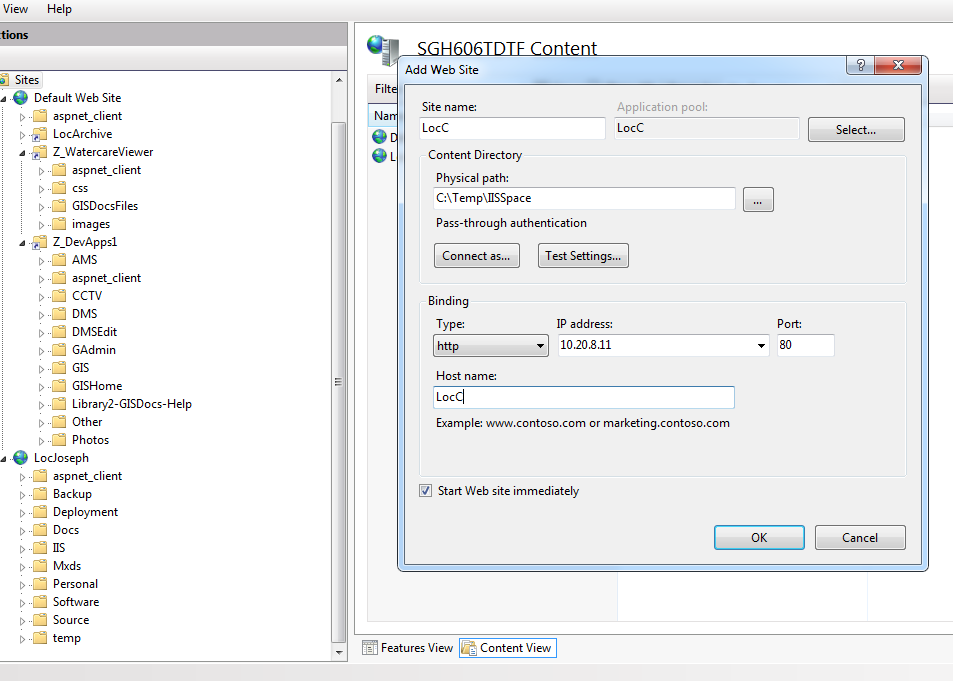 View Help
tions
Sites
Default Web Site
aspnet_client
LocArchive
Z_WatercareViewer
aspnet_client
css
GISDocsFiles
images
Z_DevApps1
AMS
aspnet_client
CCTV
DMS
DMSEdit
GAdmin
GIS
GISHome
Library2-GISDocs-Help
Other
Photos
LocJoseph
aspnet_client
Backup
Deployment
Docs
IIS
Mxds
Personal
Software
Source
temp
SGH606TDTF Content
Filte
Nam
D
L
Add Web Site
Site name:
Application pool:
LocC
LocC
Select...
Content Directory
Physical path:
C:\Temp\IISSpace
...
Pass-through authentication
Connect as...
Test Settings...
Binding
Type:
IP address:
Port:
http
10.20.8.11
80
Host name:
LocC
Example: www.contoso.com or marketing.contoso.com
Start Web site immediately
OK
Cancel
Features View
Content View